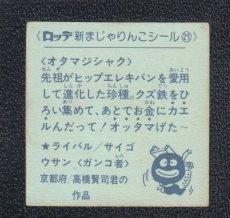 ロッテ 新まじゃりんこシール ㉑
〈オタマジシャク〉
先祖がヒップエレキバンを愛用
して進化した珍種。クズ鉄をひ
ろい集めて、あとでお金にカエ
ルんだって！オッタマげた〜
★ライバル／サイゴ
ウサン〈ガンコ者〉
京都府／高橋賢司君の
作品